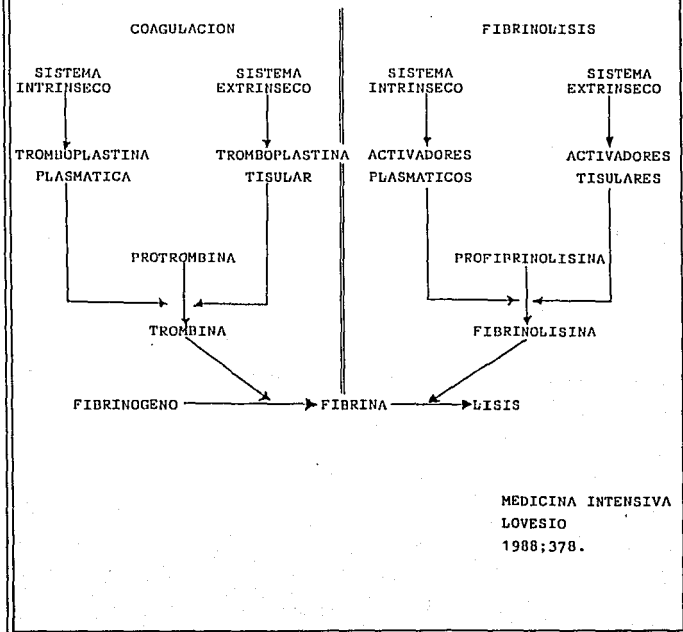 COAGULACION
FIBRINOLISIS
SISTEMA
INTRINSECO
SISTEMA
EXTRINSECO
SISTEMA
INTRINSECO
SISTEMA
EXTRINSECO
TROMBOPLASTINA
PLASMATICA
TROMBOPLASTINA
TISULAR
ACTIVADORES
PLASMATICOS
ACTIVADORES
TISULARES
PROTROMBINA
PROFIPRINOLISINA
TROMBINA
FIBRINOLISINA
FIBRINOGENO
FIBRINA
LISIS
MEDICINA INTENSIVA
LOVESIO
1988;378.